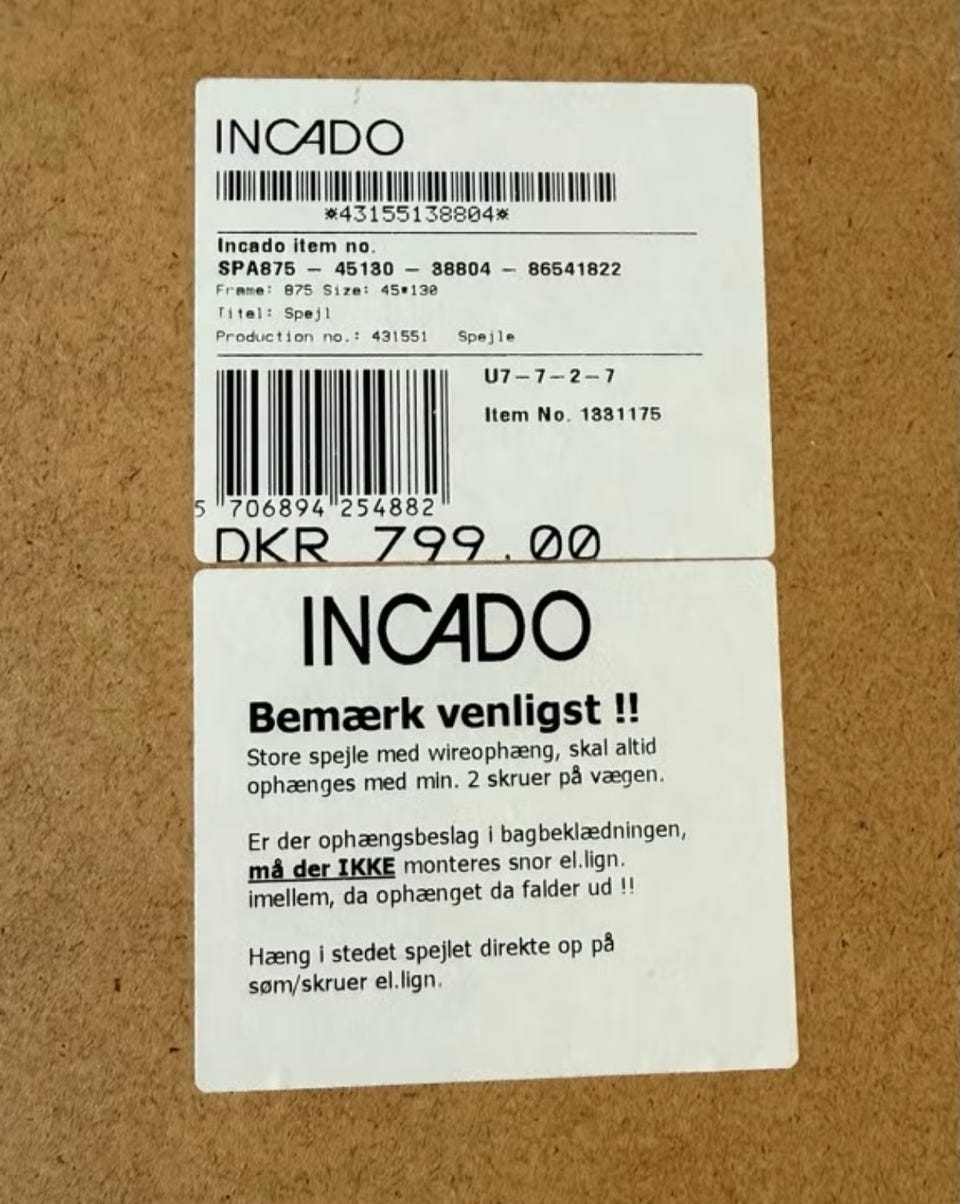 INCADO
*43155138804*
Incado item no.
SPA875 – 45130 – 38804 – 86541822
Frame: 875 Size: 45*130
Titel: Spejl
Production no.: 431551 Spejle
U7–7–2–7
Item No. 1331175
5 706894 254882
DKR 799.00
INCADO
Bemærk venligst !!
Store spejle med wireophæng, skal altid
ophænges med min. 2 skruer på vægen.
Er der ophængsbeslag i bagbeklædningen,
må der IKKE monteres snor el.lign.
imellem, da ophænget da falder ud !!
Hæng i stedet spejlet direkte op på
søm/skruer el.lign.